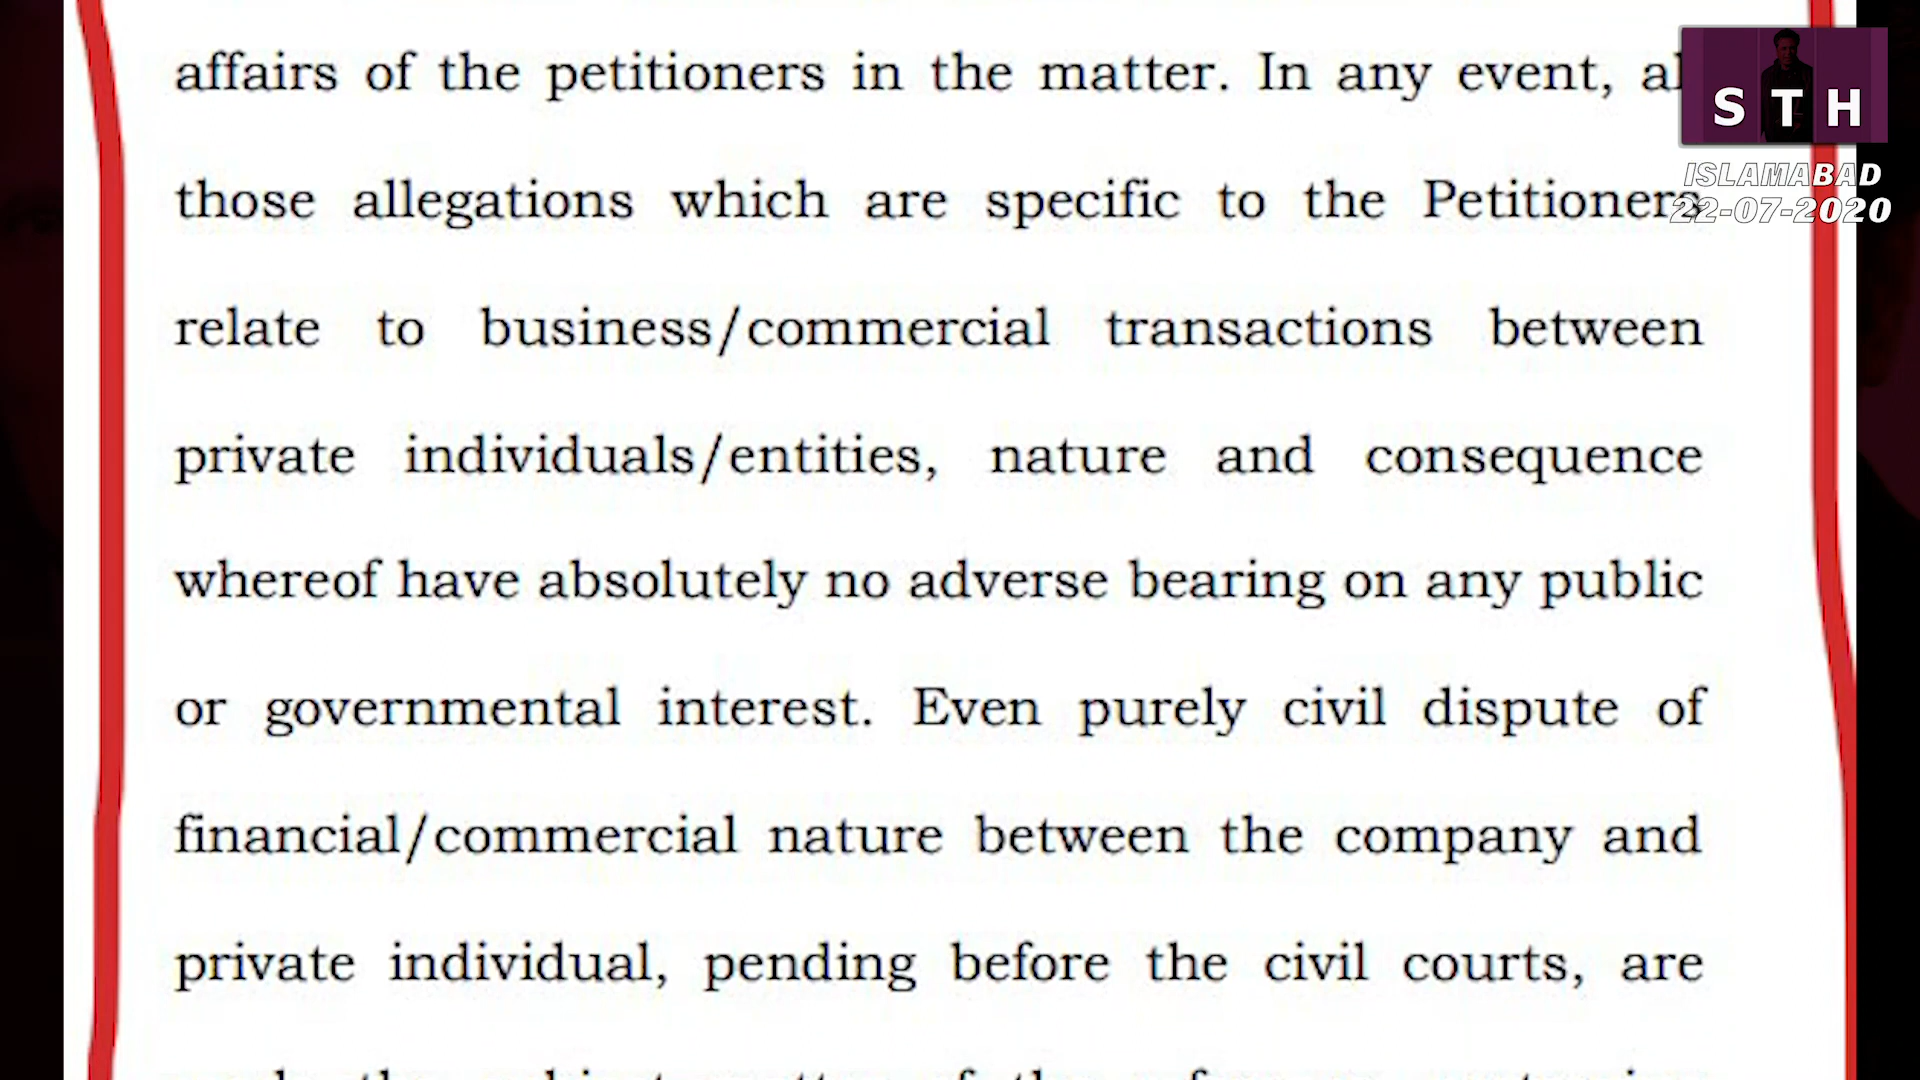 affairs of the petitioners in the matter. In any event,
those allegations which are specific to the Petitioners
relate to business/commercial transactions between
private individuals/entities, nature and consequence
whereof have absolutely no adverse bearing on any public
or governmental interest. Even purely civil dispute of
financial/commercial nature between the company and
private individual, pending before the civil courts, are
STH
ISLAMABAD
22-07-2020